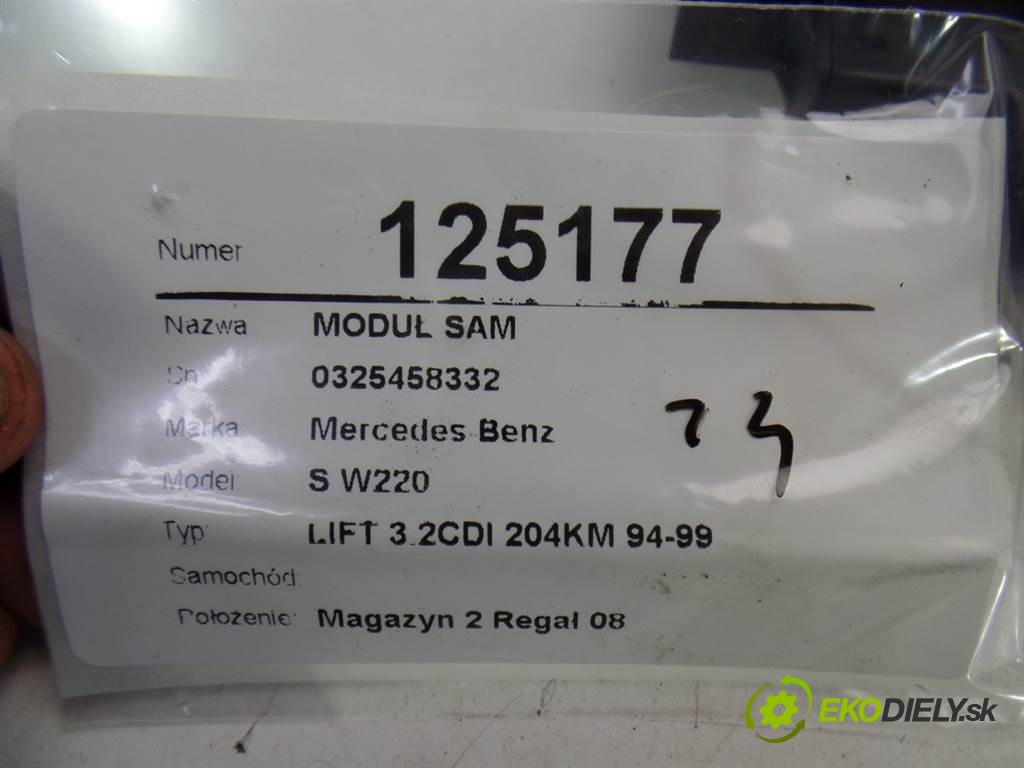 Numer 125177
Nazwa MODUŁ SAM
Sn 0325458332
Marka Mercedes Benz
Model S W220
Typ LIFT 3.2CDI 204KM 94-99
Samochód:
Położenie: Magazyn 2 Regał 08
EKODIELY.sk